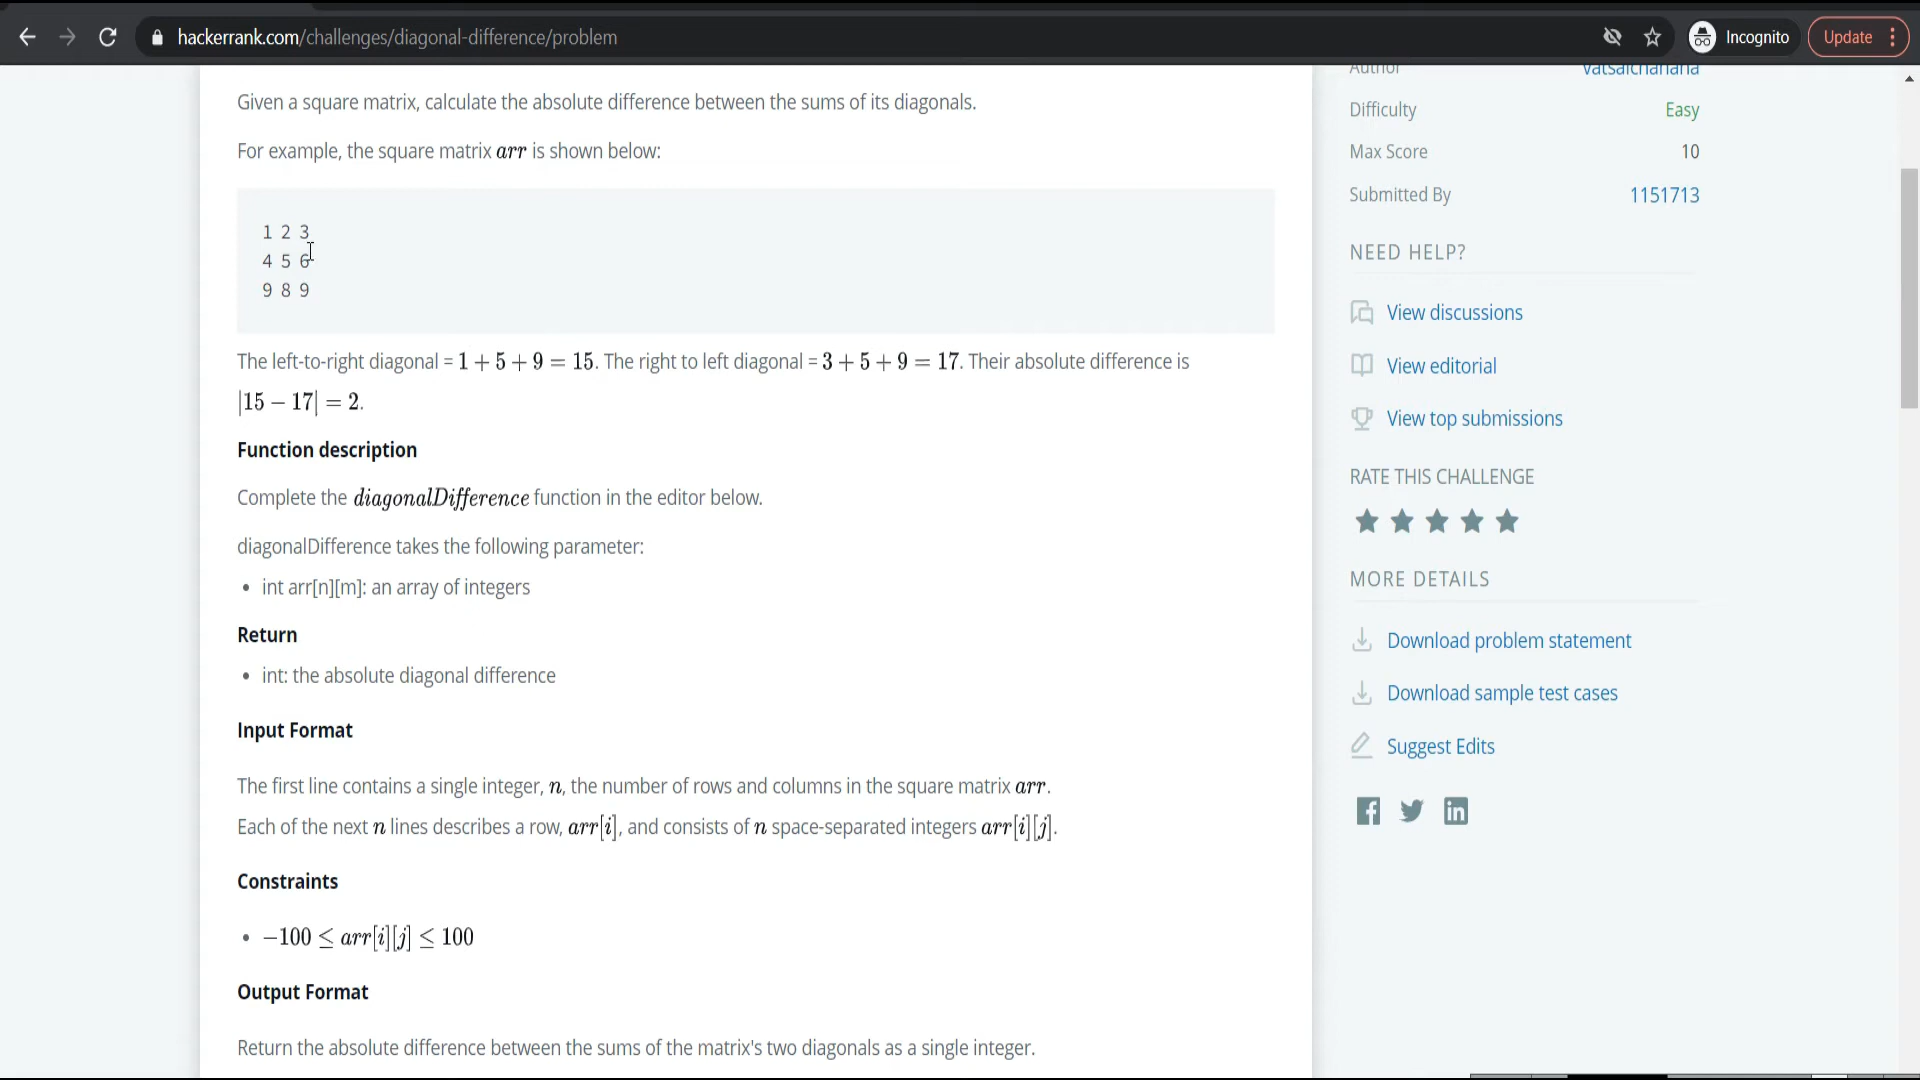 hackerrank.com/challenges/diagonal-difference/problem
Incognito
Update
Given a square matrix, calculate the absolute difference between the sums of its diagonals.
For example, the square matrix arr is shown below:
1 2 3
4 5 6
9 8 9
The left-to-right diagonal = 1 + 5 + 9 = 15. The right to left diagonal = 3 + 5 + 9 = 17. Their absolute difference is
|15 − 17| = 2.
Function description
Complete the diagonalDifference function in the editor below.
diagonalDifference takes the following parameter:
• int arr[n][m]: an array of integers
Return
• int: the absolute diagonal difference
Input Format
The first line contains a single integer, n, the number of rows and columns in the square matrix arr.
Each of the next n lines describes a row, arr[i], and consists of n space-separated integers arr[i][j].
Constraints
• −100 ≤ arr[i][j] ≤ 100
Output Format
Return the absolute difference between the sums of the matrix's two diagonals as a single integer.
Author vatsalchanana
Difficulty Easy
Max Score 10
Submitted By 1151713
NEED HELP?
View discussions
View editorial
View top submissions
RATE THIS CHALLENGE
MORE DETAILS
Download problem statement
Download sample test cases
Suggest Edits